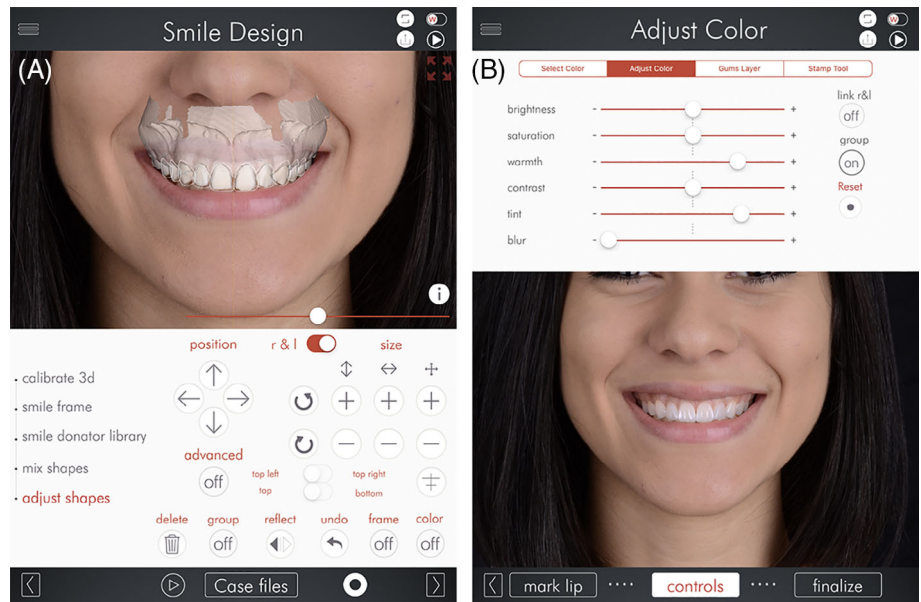 (A)
Smile Design
W
i
position
r & l
size
calibrate 3d
smile frame
smile donator library
mix shapes
adjust shapes
advanced
off
top left
top right
top
bottom
delete
group
reflect
undo
frame
color
off
off
off
Case files
(B)
Adjust Color
W
Select Color
Adjust Color
Gums Layer
Stamp Tool
brightness - +
saturation - +
warmth - +
contrast - +
tint - +
blur - +
link r&l
off
group
on
Reset
mark lip
controls
finalize